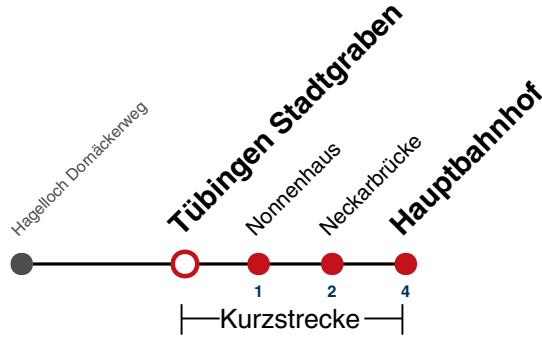 Hagelloch Dornäckerweg
Tübingen Stadtgraben
Nonnenhaus
Neckarbrücke
Hauptbahnhof
1 2 4
Kurzstrecke